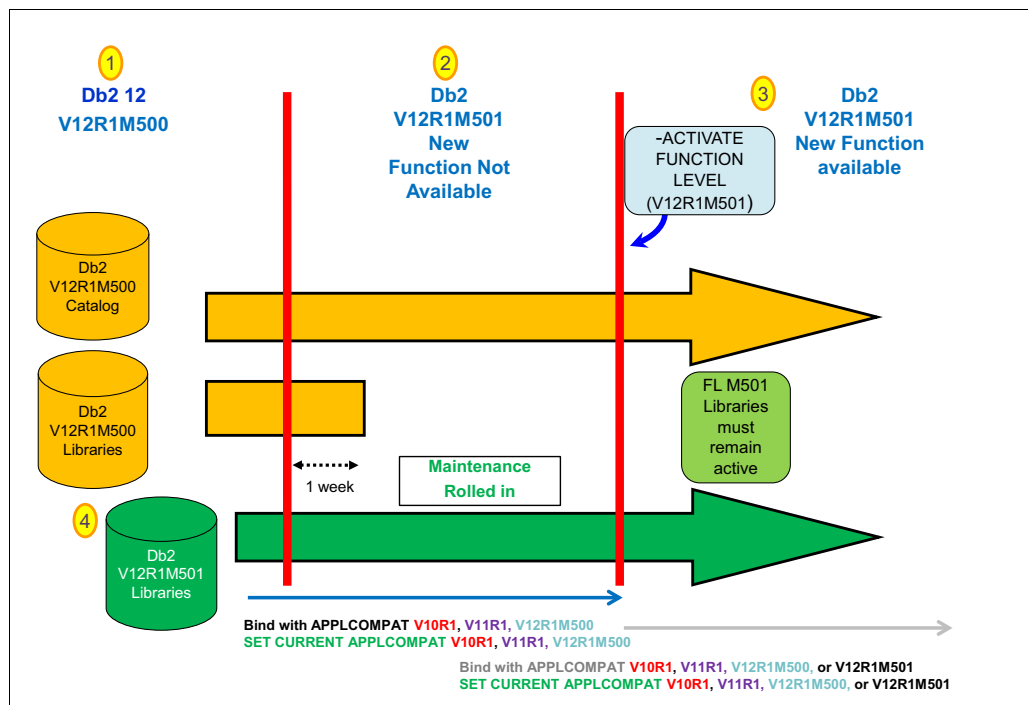 1
Db2 12
V12R1M500
2
Db2
V12R1M501
New
Function Not
Available
3
Db2
V12R1M501
New Function
available
-ACTIVATE
FUNCTION
LEVEL
(V12R1M501)
Db2
V12R1M500
Catalog
Db2
V12R1M500
Libraries
FL M501
Libraries
must
remain
active
1 week
Maintenance
Rolled in
4
Db2
V12R1M501
Libraries
Bind with APPLCOMPAT V10R1, V11R1, V12R1M500
SET CURRENT APPLCOMPAT V10R1, V11R1, V12R1M500
Bind with APPLCOMPAT V10R1, V11R1, V12R1M500, or V12R1M501
SET CURRENT APPLCOMPAT V10R1, V11R1, V12R1M500, or V12R1M501